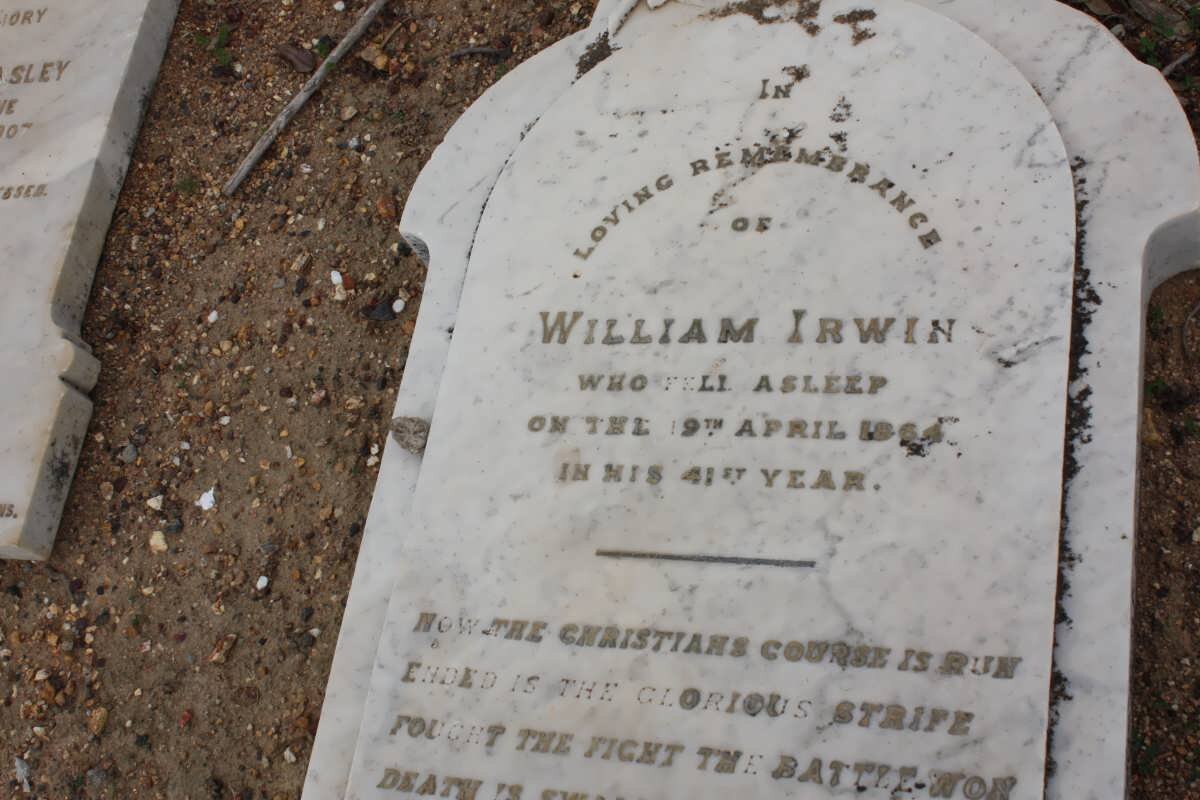 In
LOVING REMEMBRANCE
OF
WILLIAM IRWIN
WHO FELL ASLEEP
ON THE 19TH APRIL 1864
IN HIS 41ST YEAR.
NOW THE CHRISTIANS COURSE IS RUN
ENDED IS THE GLORIOUS STRIFE
FOUGHT THE FIGHT THE BATTLE WON
DEATH IS